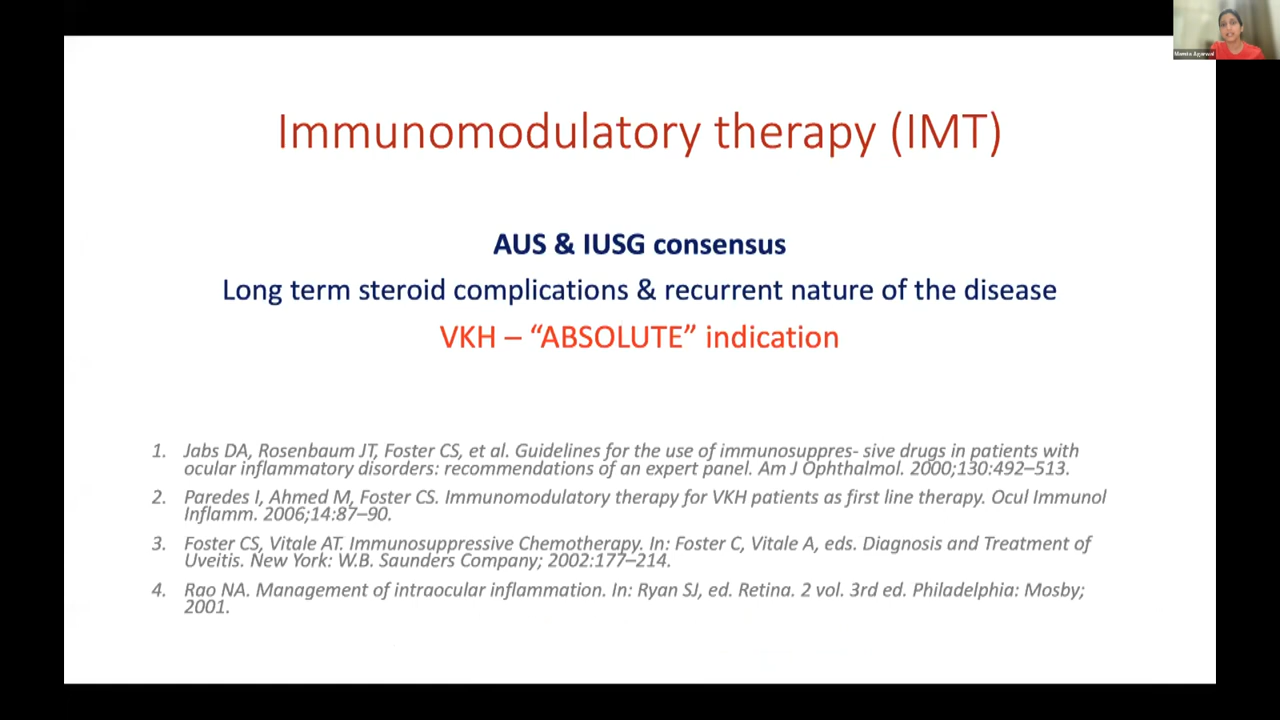 Mamta Agarwal
Immunomodulatory therapy (IMT)
AUS & IUSG consensus
Long term steroid complications & recurrent nature of the disease
VKH – “ABSOLUTE” indication
1. Jabs DA, Rosenbaum JT, Foster CS, et al. Guidelines for the use of immunosuppres- sive drugs in patients with
ocular inflammatory disorders: recommendations of an expert panel. Am J Ophthalmol. 2000;130:492–513.
2. Paredes I, Ahmed M, Foster CS. Immunomodulatory therapy for VKH patients as first line therapy. Ocul Immunol
Inflamm. 2006;14:87–90.
3. Foster CS, Vitale AT. Immunosuppressive Chemotherapy. In: Foster C, Vitale A, eds. Diagnosis and Treatment of
Uveitis. New York: W.B. Saunders Company; 2002:177–214.
4. Rao NA. Management of intraocular inflammation. In: Ryan SJ, ed. Retina. 2 vol. 3rd ed. Philadelphia: Mosby;
2001.